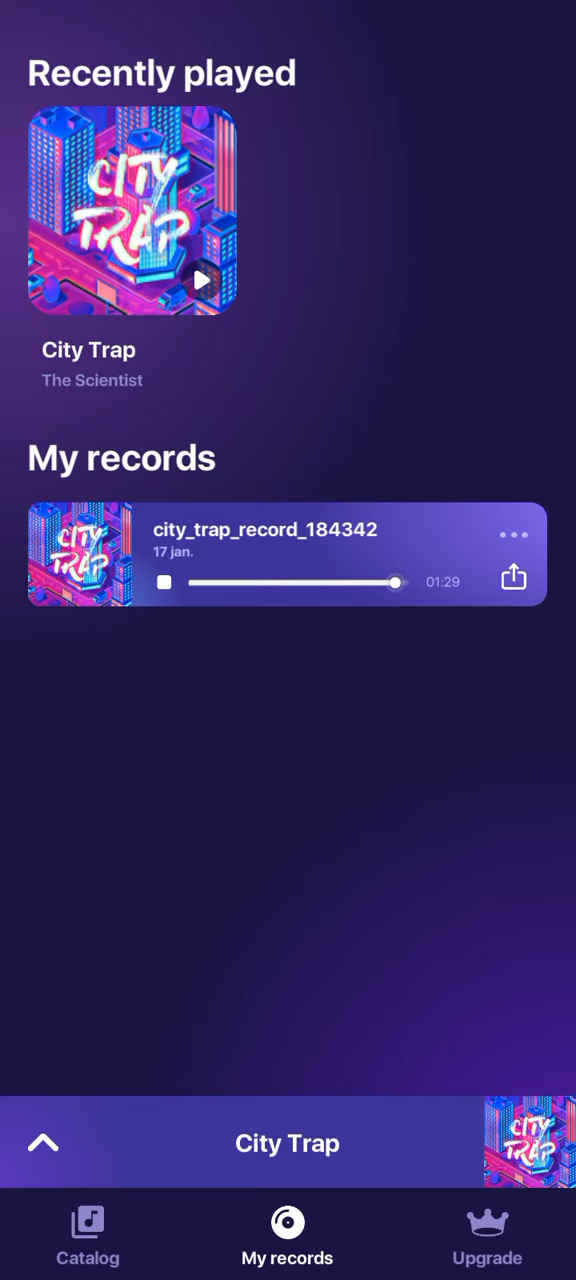 Recently played
CITY
TRAP
City Trap
The Scientist
My records
CITY
TRAP
city_trap_record_184342
17 jan.
01:29
City Trap
CITY
TRAP
Catalog
My records
Upgrade